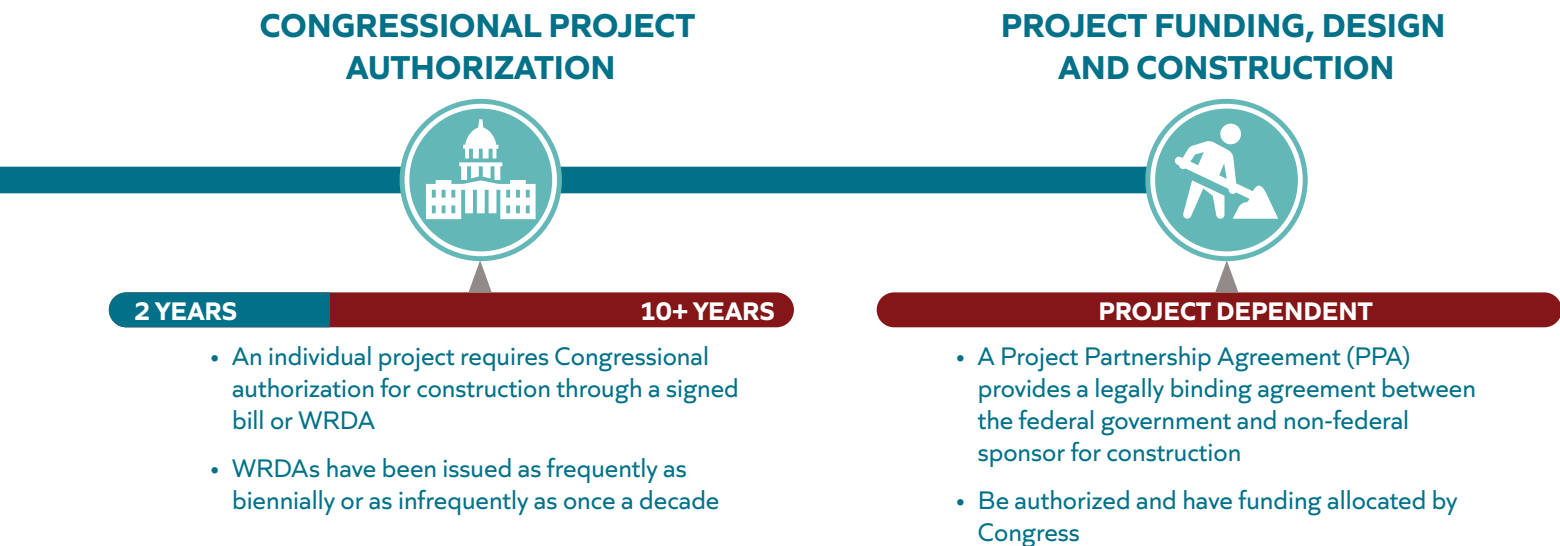 CONGRESSIONAL PROJECT
AUTHORIZATION
2 YEARS
10+ YEARS
• An individual project requires Congressional
authorization for construction through a signed
bill or WRDA
• WRDAs have been issued as frequently as
biennially or as infrequently as once a decade
PROJECT FUNDING, DESIGN
AND CONSTRUCTION
PROJECT DEPENDENT
• A Project Partnership Agreement (PPA)
provides a legally binding agreement between
the federal government and non-federal
sponsor for construction
• Be authorized and have funding allocated by
Congress